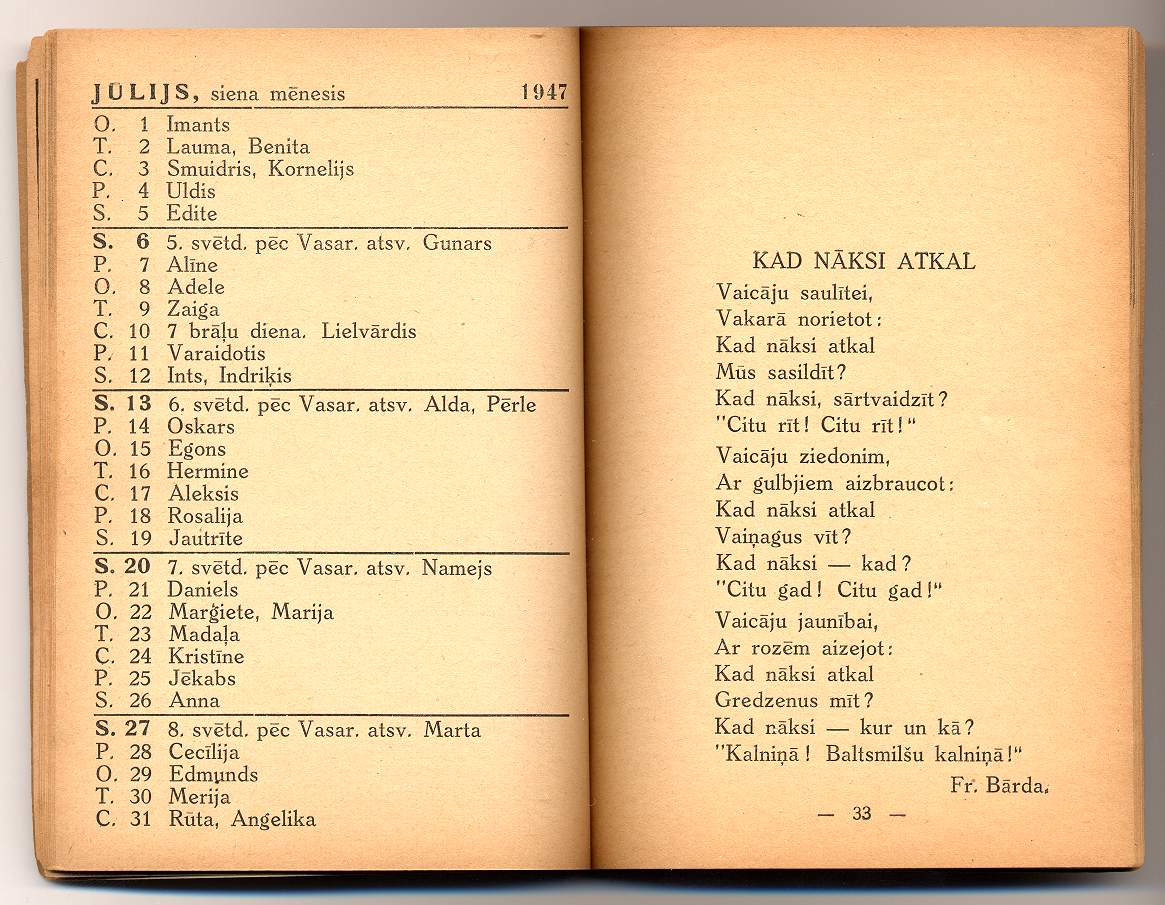 JŪLIJS, siena mēnesis 1947
O. 1 Imants
T. 2 Lauma, Benita
C. 3 Smuidris, Kornelijs
P. 4 Uldis
S. 5 Edite
S. 6 5. svētd. pēc Vasar. atsv. Gunars
P. 7 Alīne
O. 8 Adele
T. 9 Zaiga
C. 10 7 brāļu diena. Lielvārdis
P. 11 Varaidotis
S. 12 Ints, Indriķis
S. 13 6. svētd. pēc Vasar. atsv. Alda, Pērle
P. 14 Oskars
O. 15 Egons
T. 16 Hermine
C. 17 Aleksis
P. 18 Rosalija
S. 19 Jautrīte
S. 20 7. svētd. pēc Vasar. atsv. Namejs
P. 21 Daniels
O. 22 Marģiete, Marija
T. 23 Madaļa
C. 24 Kristīne
P. 25 Jēkabs
S. 26 Anna
S. 27 8. svētd. pēc Vasar. atsv. Marta
P. 28 Cecīlija
O. 29 Edmunds
T. 30 Merija
C. 31 Rūta, Angelika
KAD NĀKSI ATKAL
Vaicāju saulītei,
Vakarā norietot:
Kad nāksi atkal
Mūs sasildīt?
Kad nāksi, sārtvaidzīt?
"Citu rīt! Citu rīt!“
Vaicāju ziedonim,
Ar gulbjiem aizbraucot:
Kad nāksi atkal
Vaiņagus vīt?
Kad nāksi — kad?
"Citu gad! Citu gad!“
Vaicāju jaunībai,
Ar rozēm aizejot:
Kad nāksi atkal
Gredzenus mīt?
Kad nāksi — kur un kā?
"Kalniņā! Baltsmilšu kalniņā!“
Fr. Bārda.
— 33 —